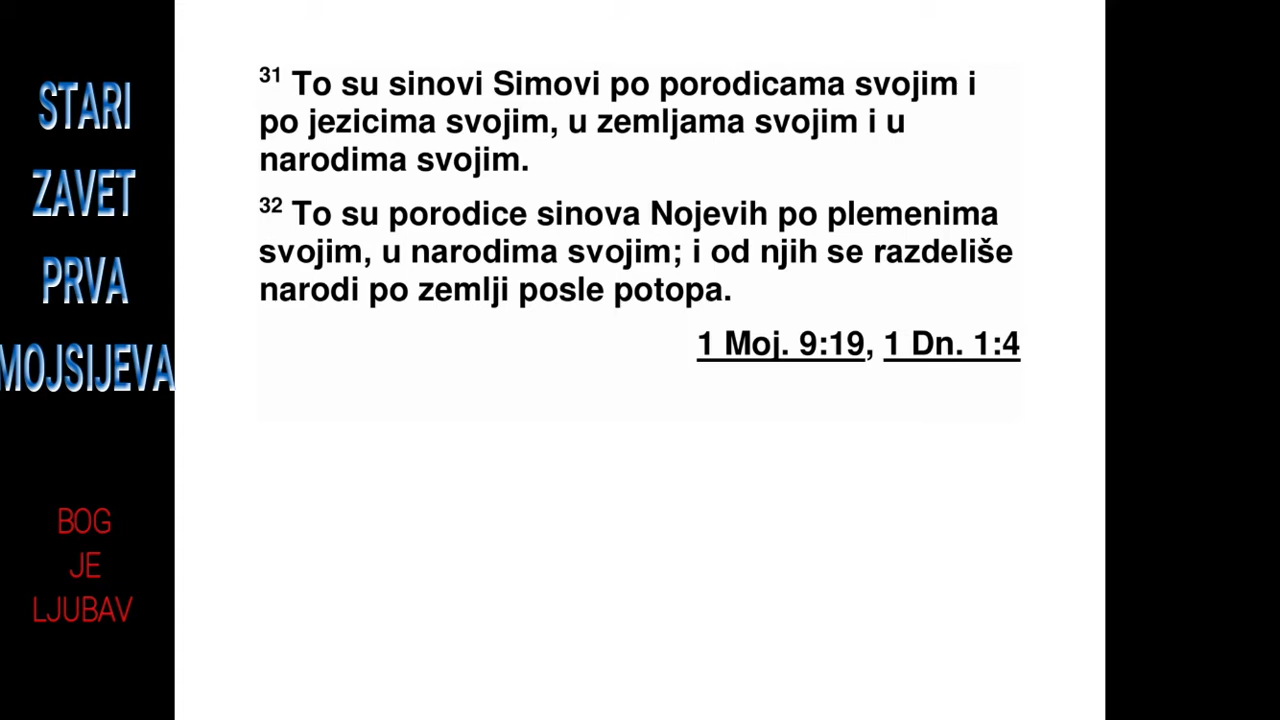 STARI
ZAVET
PRVA
MOJSIJEVA
BOG
JE
LJUBAV
31 To su sinovi Simovi po porodicama svojim i
po jezicima svojim, u zemljama svojim i u
narodima svojim.
32 To su porodice sinova Nojevih po plemenima
svojim, u narodima svojim; i od njih se razdeliše
narodi po zemlji posle potopa.
1 Moj. 9:19, 1 Dn. 1:4